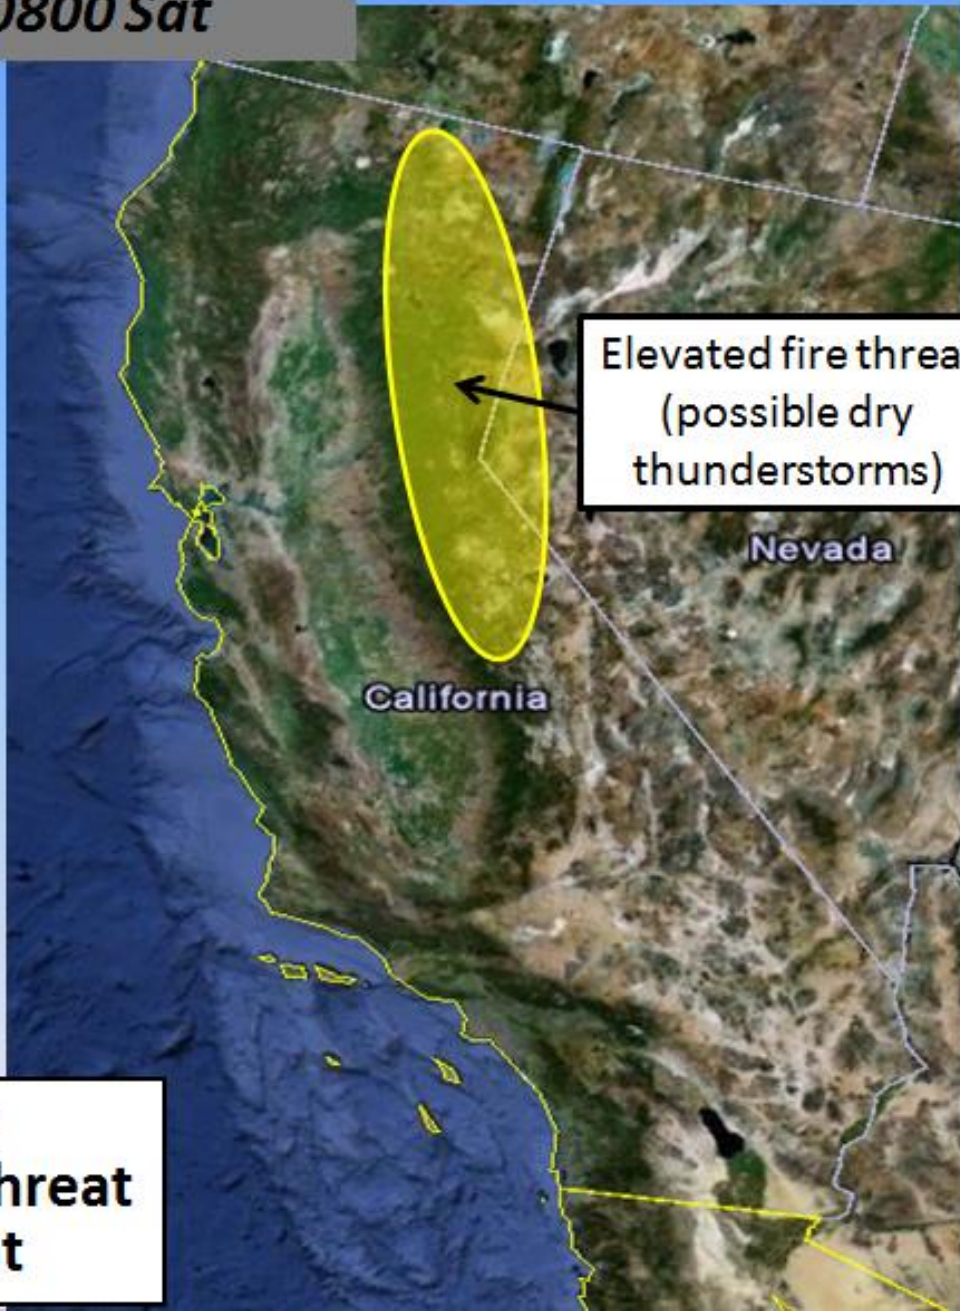 0800 Sat
Elevated fire threa
(possible dry
thunderstorms)
Nevada
California
hreat
t